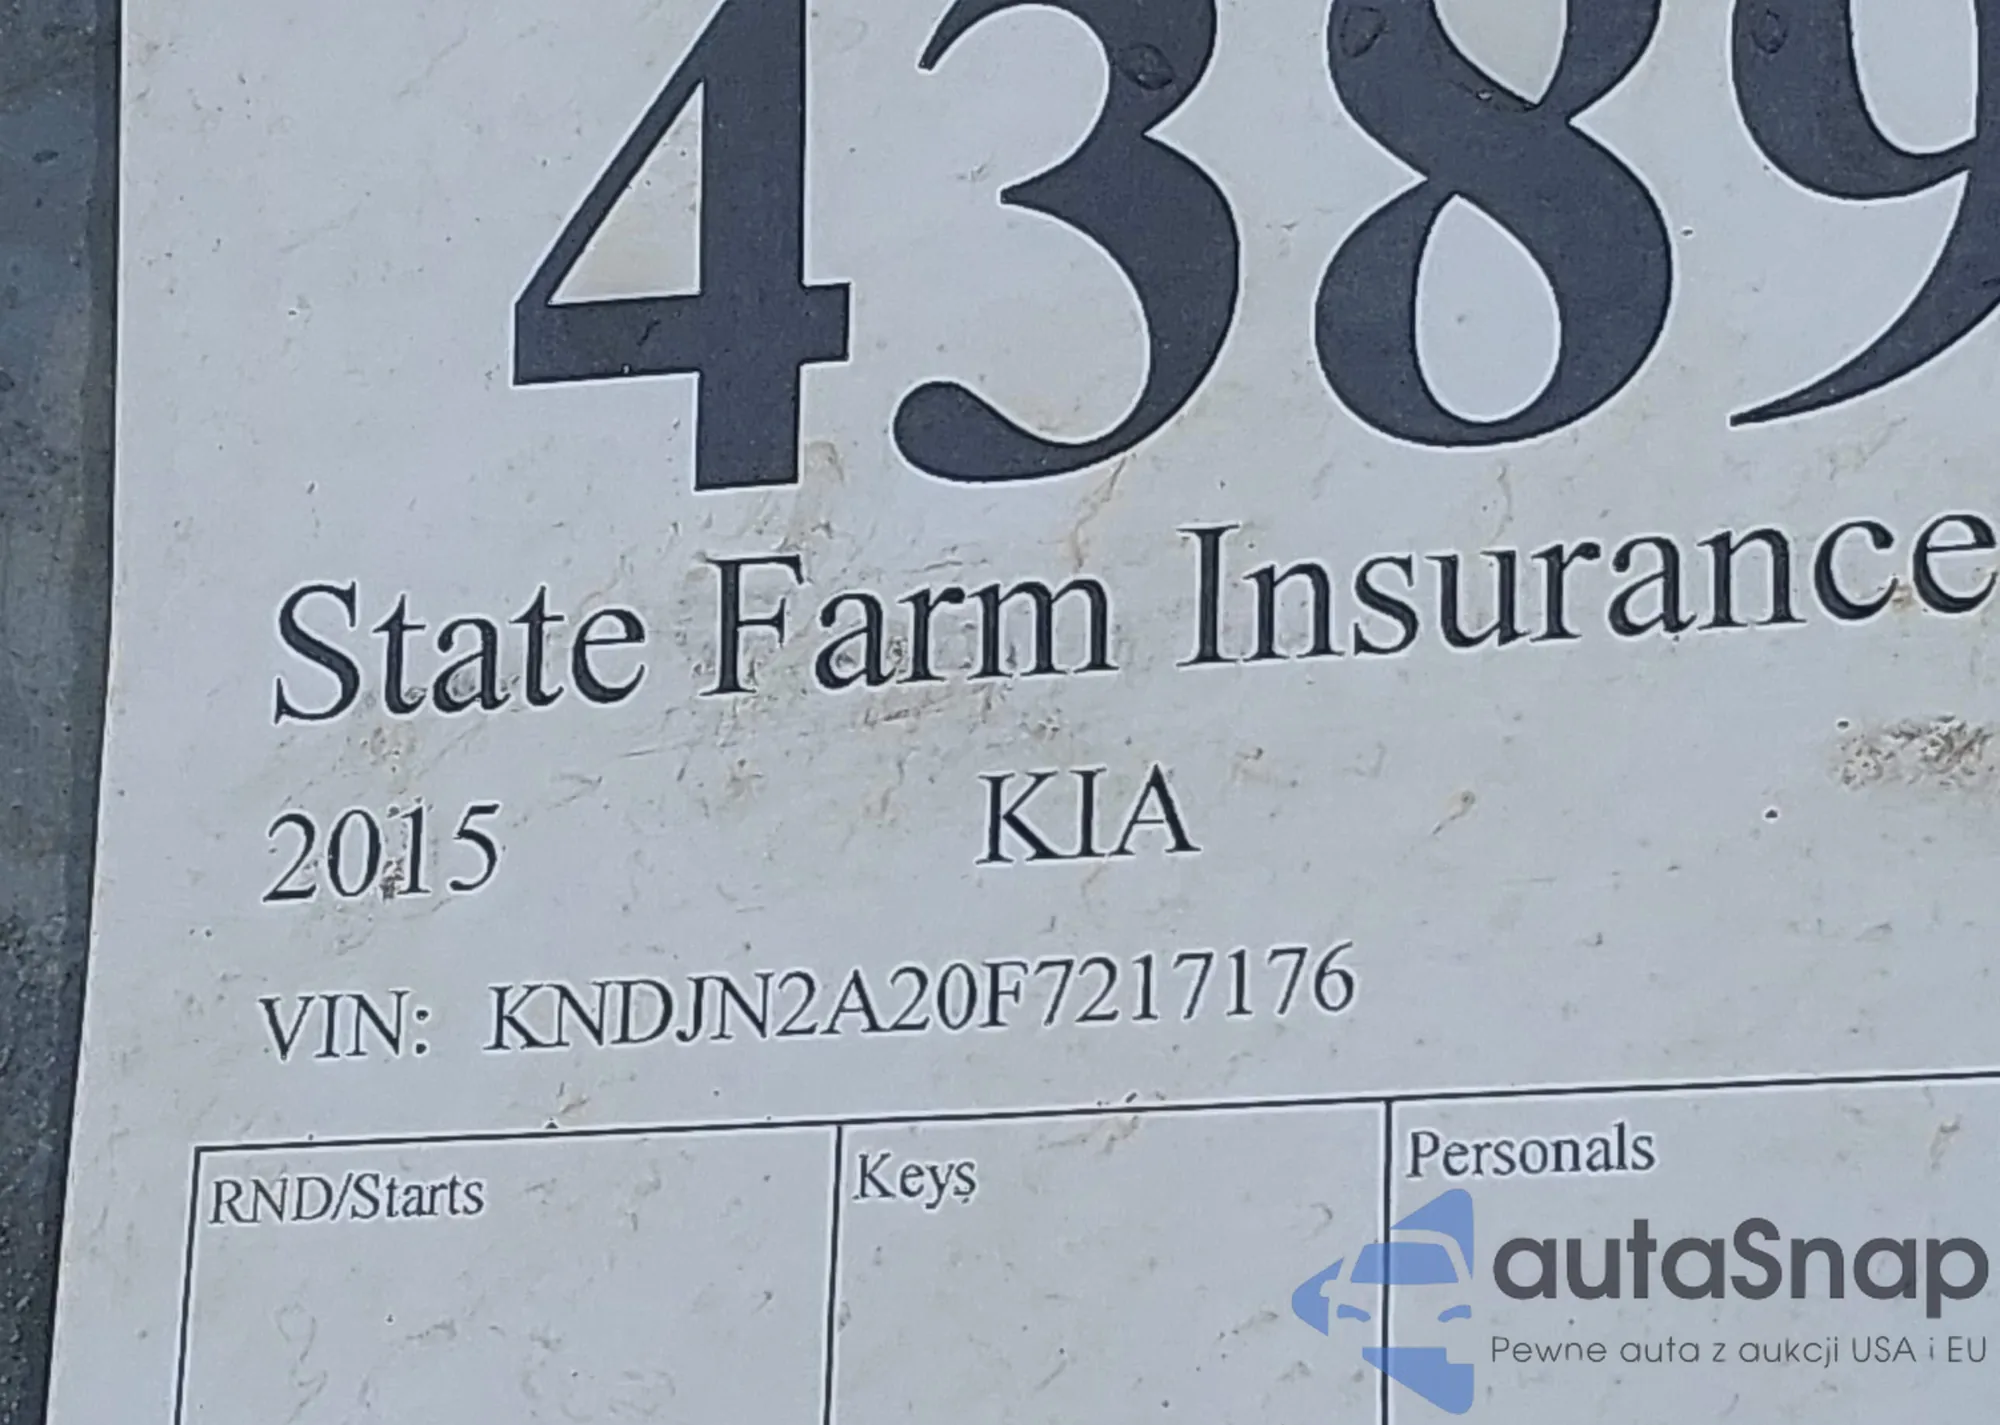 4389
State Farm Insurance
2015 KIA
VIN: KNDJN2A20F7217176
RND/Starts Keys Personals
autaSnap
Pewne auta z aukcji USA i EU